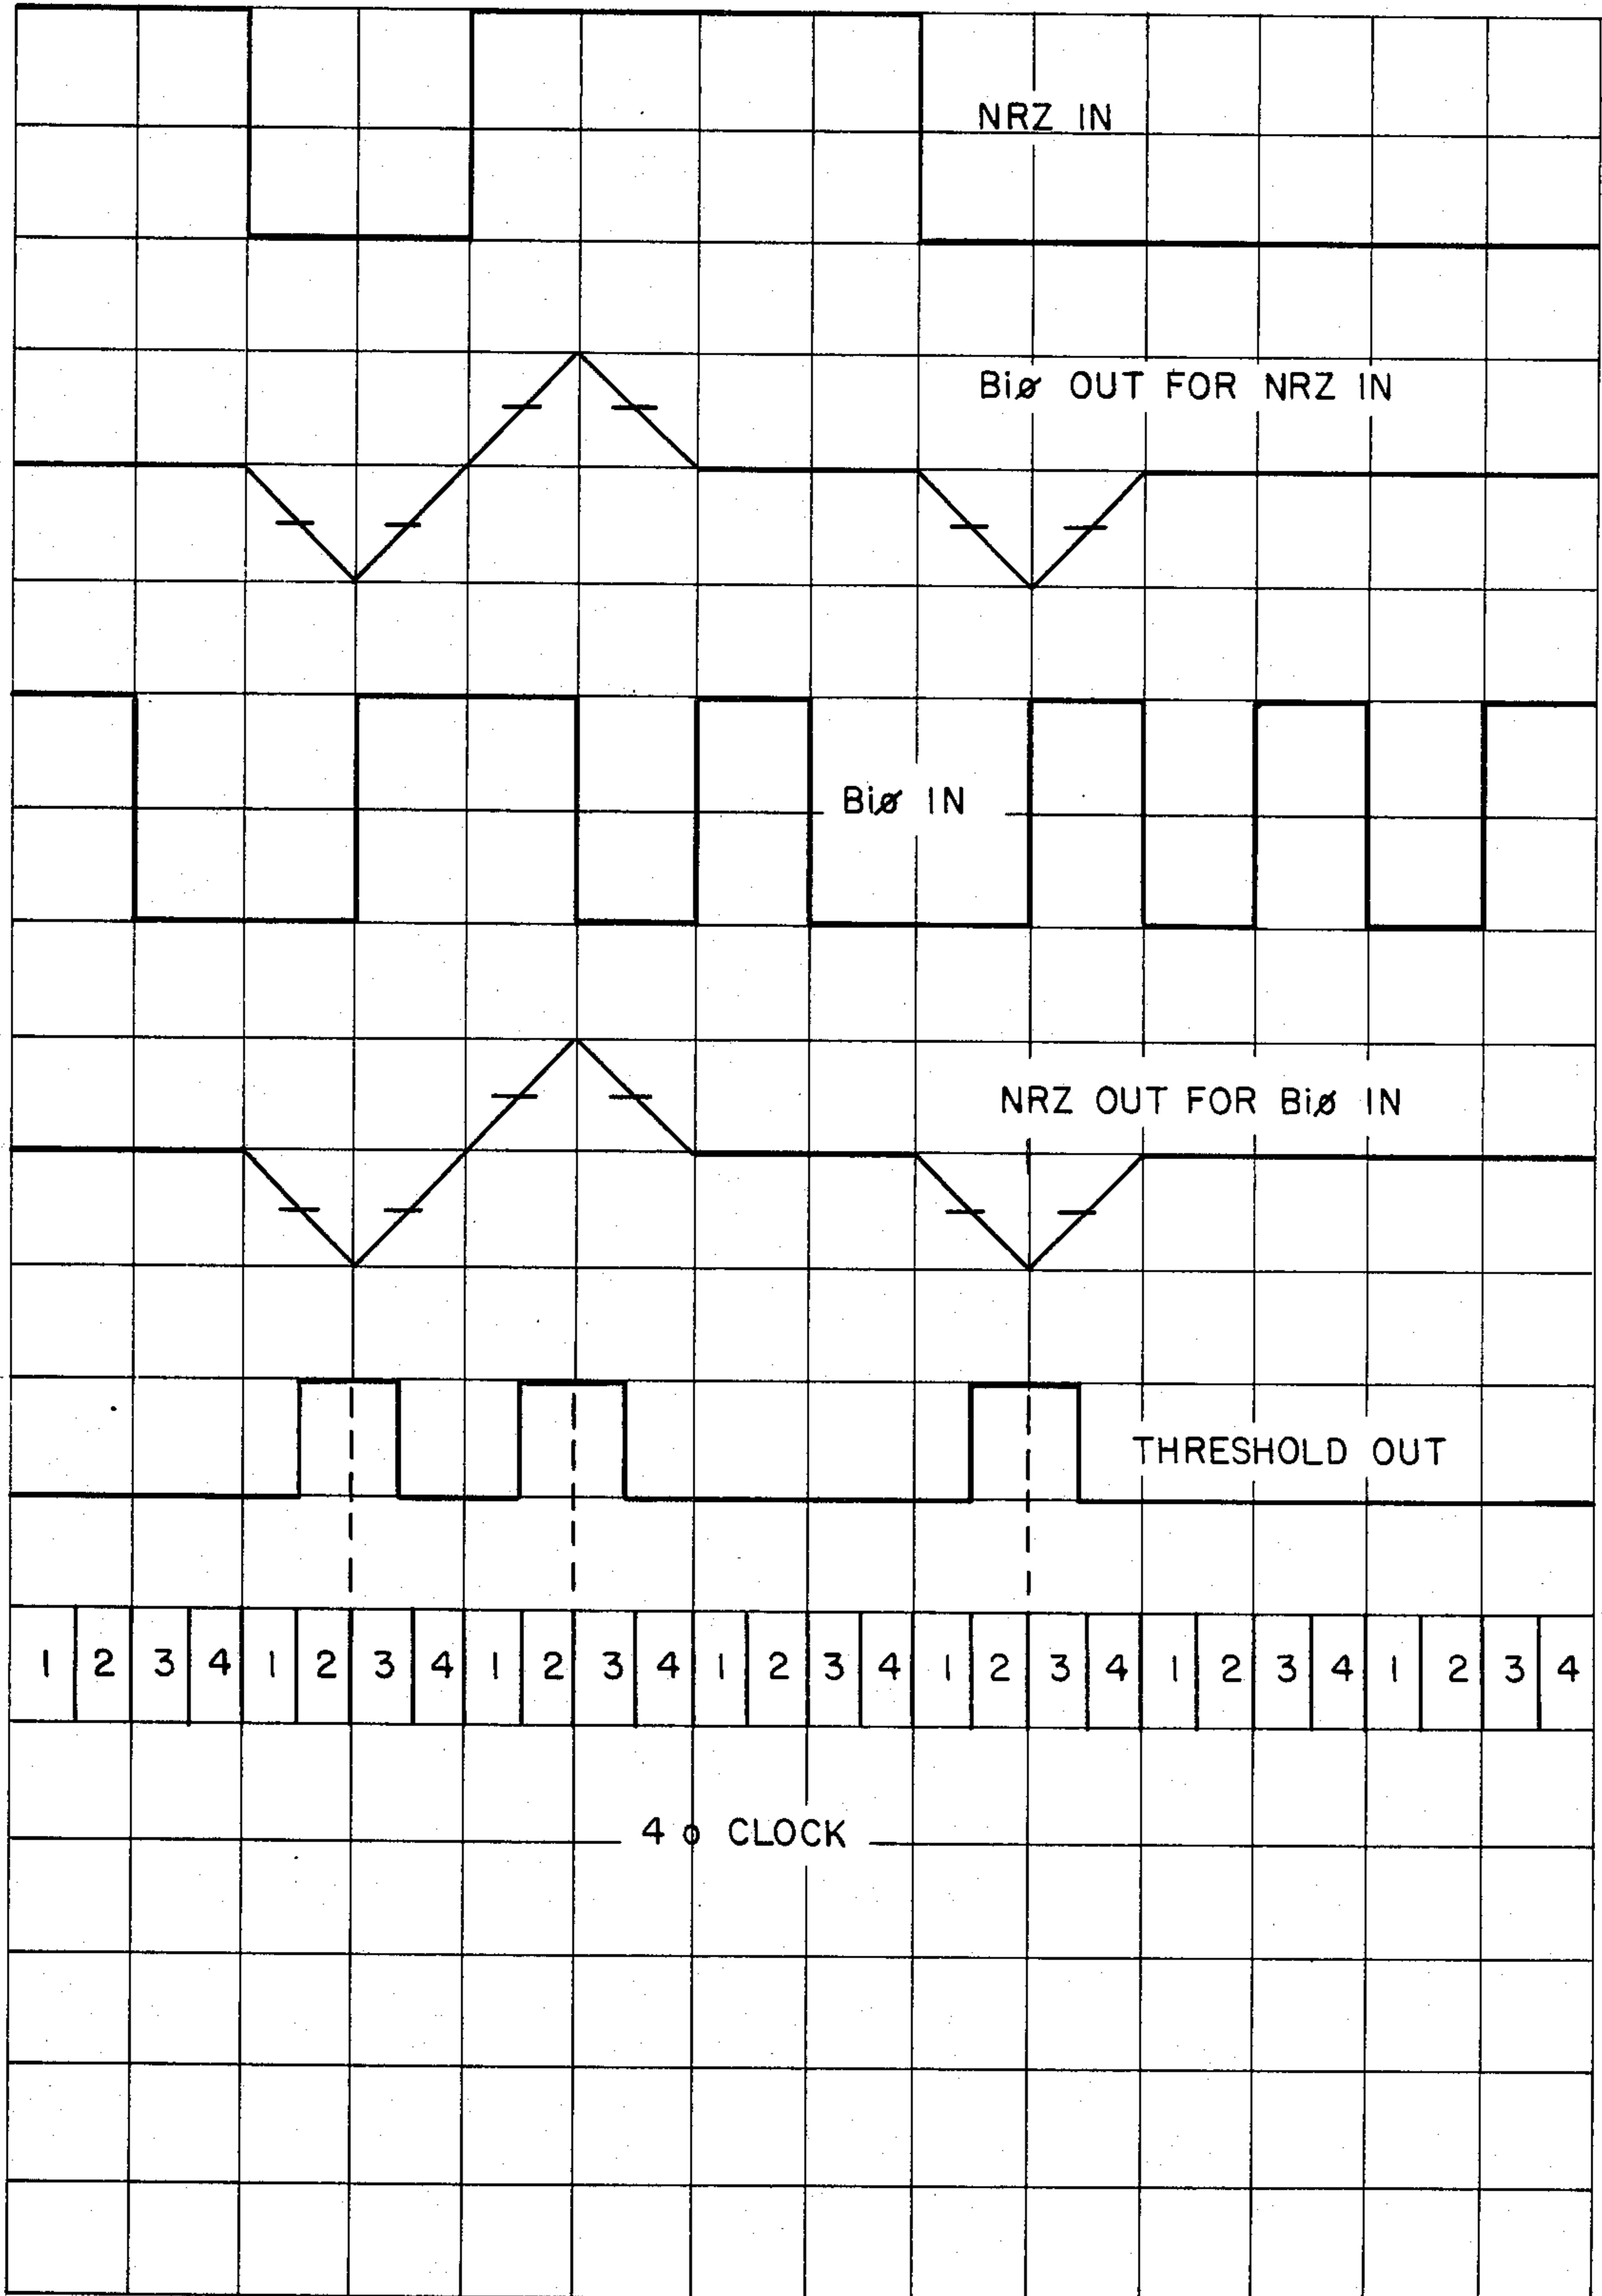 NRZ IN
Biø OUT FOR NRZ IN
Biø IN
NRZ OUT FOR Biø IN
THRESHOLD OUT
1 2 3 4 1 2 3 4 1 2 3 4 1 2 3 4 1 2 3 4 1 2 3 4 1 2 3 4
4 o CLOCK